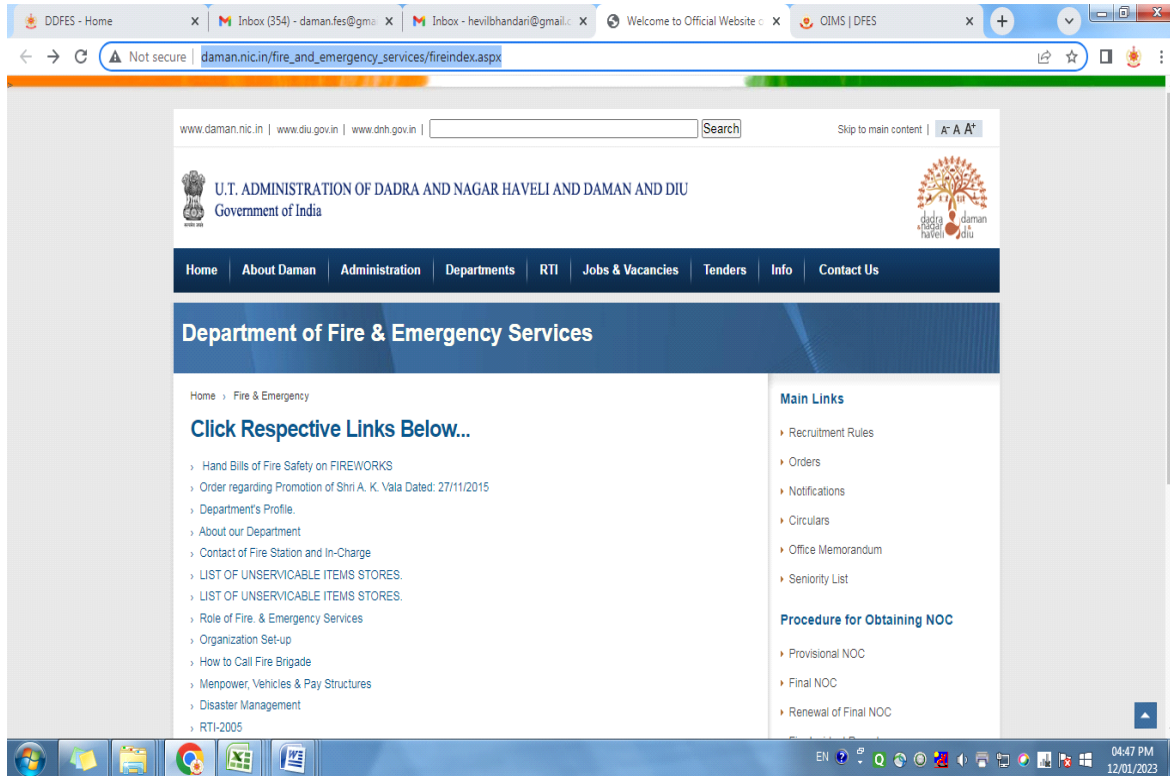 DDFES - Home
Inbox (354) - daman.fes@gma
Inbox - hevilbhandari@gmail.c
Welcome to Official Website o
OIMS | DFES
Not secure | daman.nic.in/fire_and_emergency_services/fireindex.aspx
www.daman.nic.in | www.diu.gov.in | www.dnh.gov.in |
Search
Skip to main content | A- A A+
U.T. ADMINISTRATION OF DADRA AND NAGAR HAVELI AND DAMAN AND DIU
Government of India
dadra & nagar haveli
daman & diu
Home
About Daman
Administration
Departments
RTI
Jobs & Vacancies
Tenders
Info
Contact Us
Department of Fire & Emergency Services
Home › Fire & Emergency
Click Respective Links Below...
› Hand Bills of Fire Safety on FIREWORKS
› Order regarding Promotion of Shri A. K. Vala Dated: 27/11/2015
› Department's Profile.
› About our Department
› Contact of Fire Station and In-Charge
› LIST OF UNSERVICABLE ITEMS STORES.
› LIST OF UNSERVICABLE ITEMS STORES.
› Role of Fire. & Emergency Services
› Organization Set-up
› How to Call Fire Brigade
› Menpower, Vehicles & Pay Structures
› Disaster Management
› RTI-2005
Main Links
Recruitment Rules
Orders
Notifications
Circulars
Office Memorandum
Seniority List
Procedure for Obtaining NOC
Provisional NOC
Final NOC
Renewal of Final NOC
EN
04:47 PM
12/01/2023